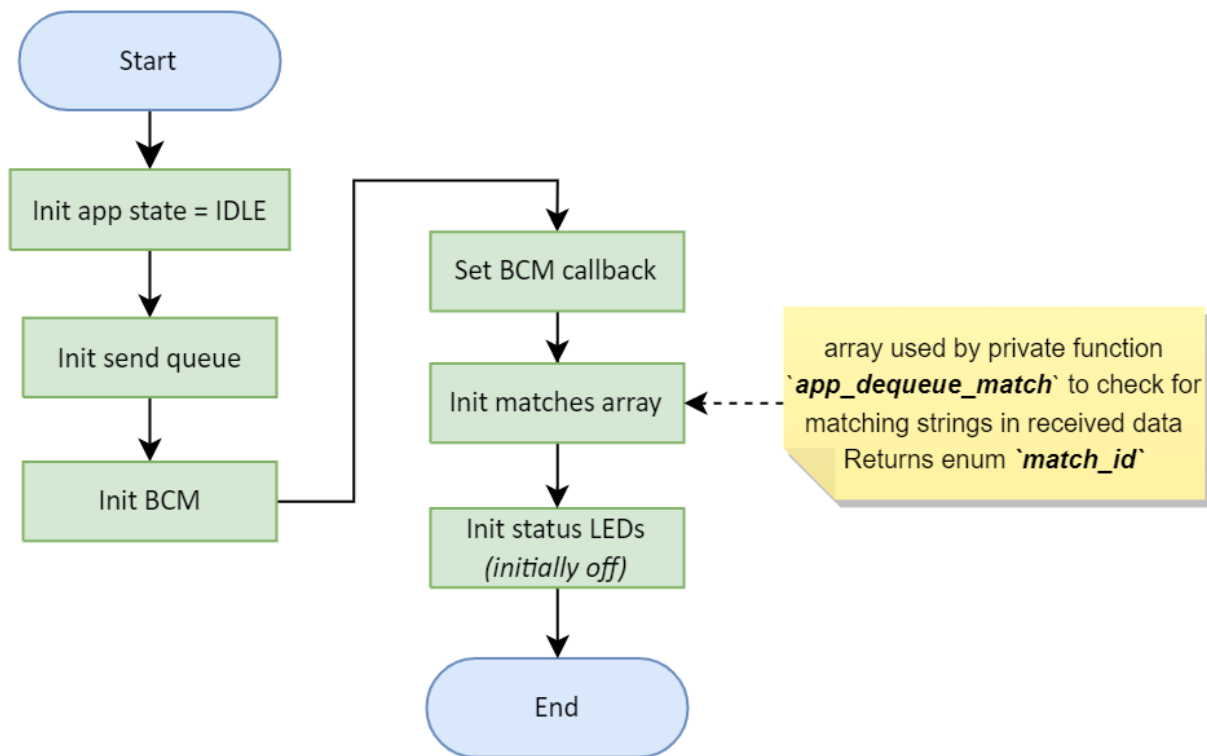 Start
Init app state = IDLE
Init send queue
Init BCM
Set BCM callback
Init matches array
array used by private function
`app_dequeue_match` to check for
matching strings in received data
Returns enum `match_id`
Init status LEDs
(initially off)
End